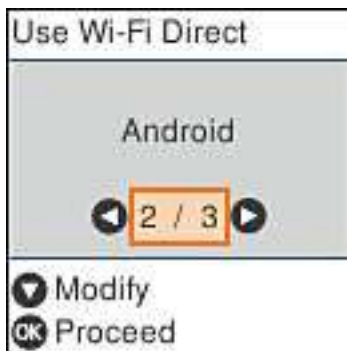 Use Wi-Fi Direct
Android
2 / 3
Modify
OK Proceed